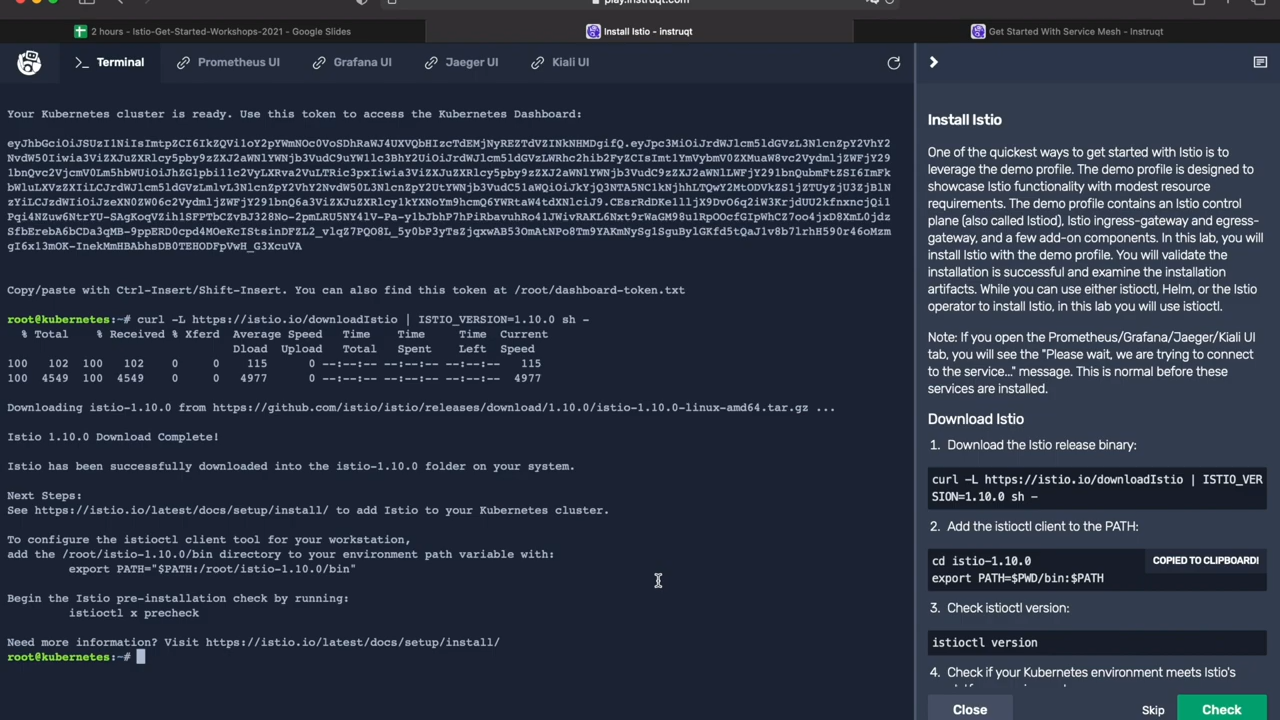 play.instruqt.com
2 hours - Istio-Get-Started-Workshops-2021 - Google Slides
Install Istio - instruqt
Get Started With Service Mesh - Instruqt
>_ Terminal
Prometheus UI
Grafana UI
Jaeger UI
Kiali UI
Your Kubernetes cluster is ready. Use this token to access the Kubernetes Dashboard:
Copy/paste with Ctrl-Insert/Shift-Insert. You can also find this token at /root/dashboard-token.txt
root@kubernetes:~# curl -L https://istio.io/downloadIstio | ISTIO_VERSION=1.10.0 sh -
% Total % Received % Xferd Average Speed Time Time Time Current
Dload Upload Total Spent Left Speed
100 102 100 102 0 0 115 0 --:--:-- --:--:-- --:--:-- 115
100 4549 100 4549 0 0 4977 0 --:--:-- --:--:-- --:--:-- 4977
Downloading istio-1.10.0 from https://github.com/istio/istio/releases/download/1.10.0/istio-1.10.0-linux-amd64.tar.gz ...
Istio 1.10.0 Download Complete!
Istio has been successfully downloaded into the istio-1.10.0 folder on your system.
Next Steps:
See https://istio.io/latest/docs/setup/install/ to add Istio to your Kubernetes cluster.
To configure the istioctl client tool for your workstation,
add the /root/istio-1.10.0/bin directory to your environment path variable with:
export PATH="$PATH:/root/istio-1.10.0/bin"
Begin the Istio pre-installation check by running:
istioctl x precheck
Need more information? Visit https://istio.io/latest/docs/setup/install/
root@kubernetes:~#
Install Istio
One of the quickest ways to get started with Istio is to
leverage the demo profile. The demo profile is designed to
showcase Istio functionality with modest resource
requirements. The demo profile contains an Istio control
plane (also called Istiod), Istio ingress-gateway and egress-
gateway, and a few add-on components. In this lab, you will
install Istio with the demo profile. You will validate the
installation is successful and examine the installation
artifacts. While you can use either istioctl, Helm, or the Istio
operator to install Istio, in this lab you will use istioctl.
Note: If you open the Prometheus/Grafana/Jaeger/Kiali UI
tab, you will see the "Please wait, we are trying to connect
to the service..." message. This is normal before these
services are installed.
Download Istio
1. Download the Istio release binary:
curl -L https://istio.io/downloadIstio | ISTIO_VER
SION=1.10.0 sh -
2. Add the istioctl client to the PATH:
cd istio-1.10.0
COPIED TO CLIPBOARD!
export PATH=$PWD/bin:$PATH
3. Check istioctl version:
istioctl version
4. Check if your Kubernetes environment meets Istio's
Close
Skip
Check